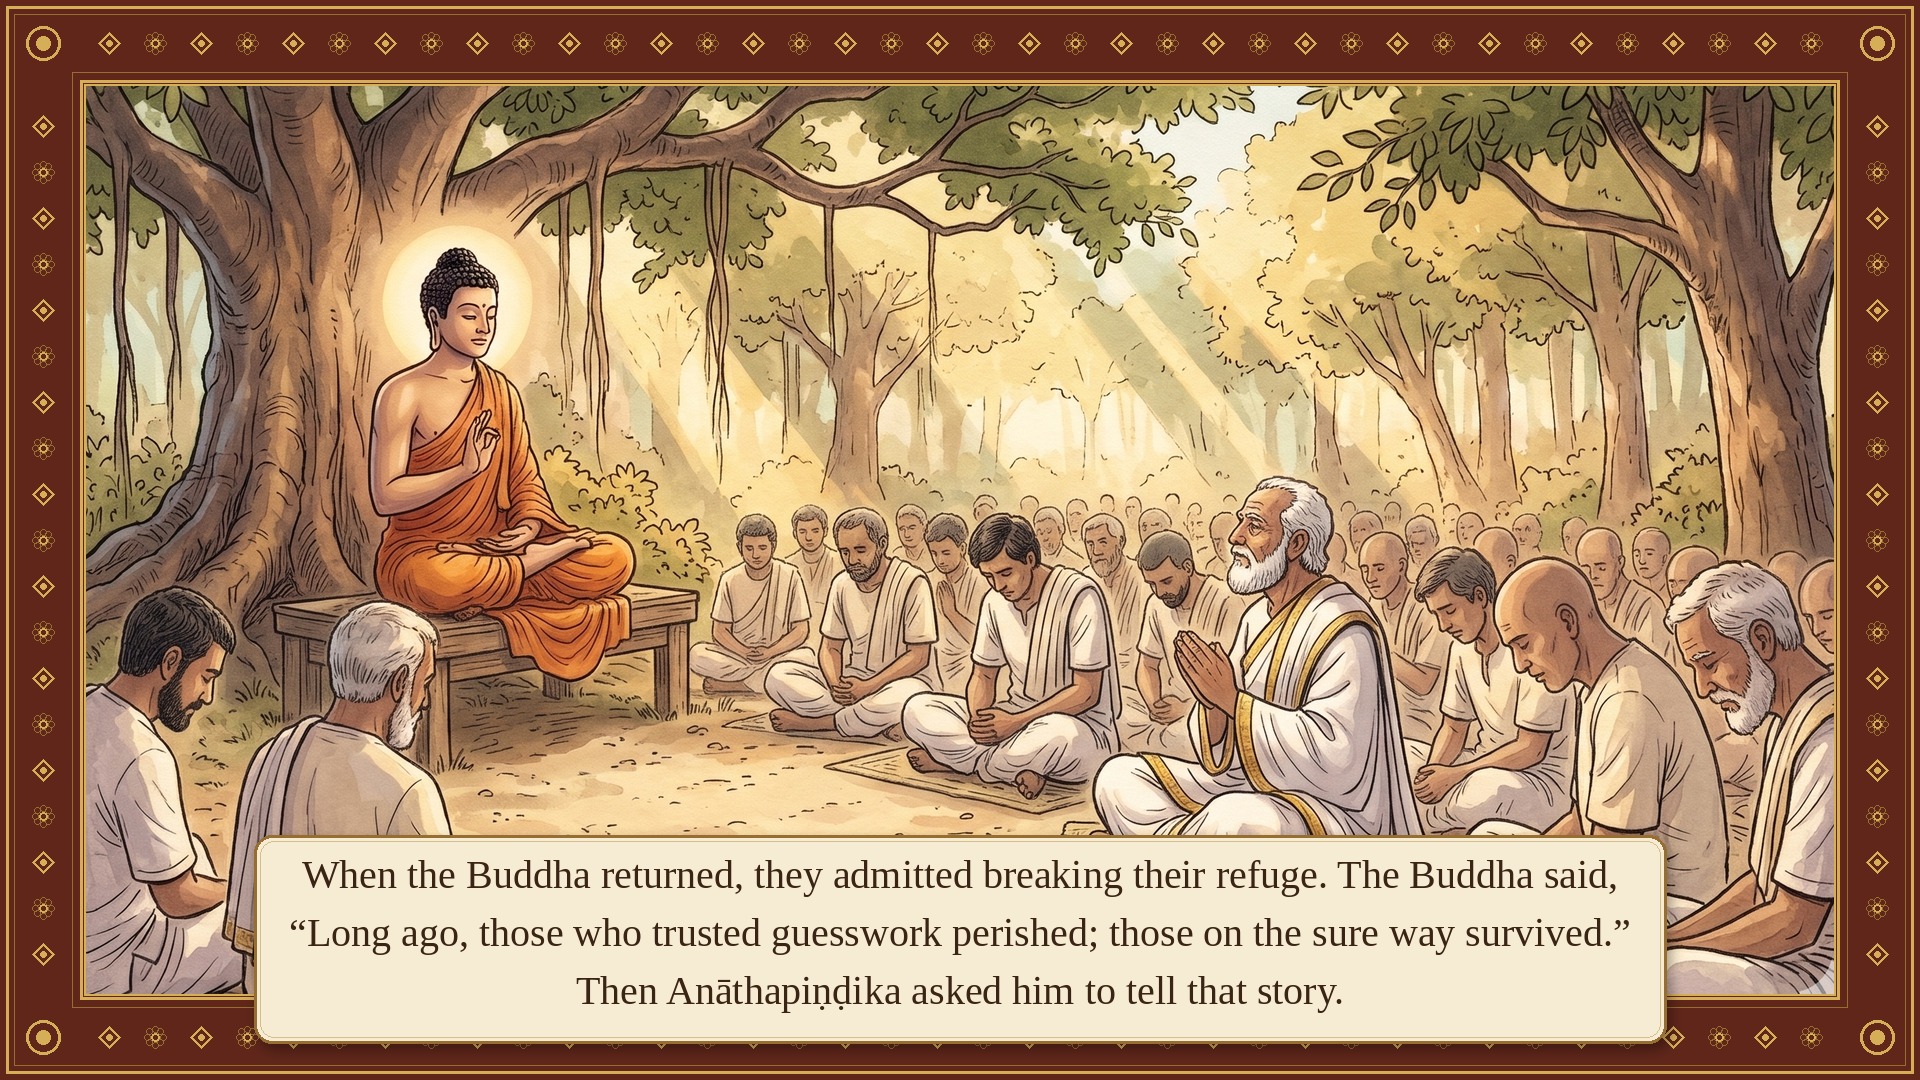 When the Buddha returned, they admitted breaking their refuge. The Buddha said,
“Long ago, those who trusted guesswork perished; those on the sure way survived.”
Then Anāthapiṇḍika asked him to tell that story.